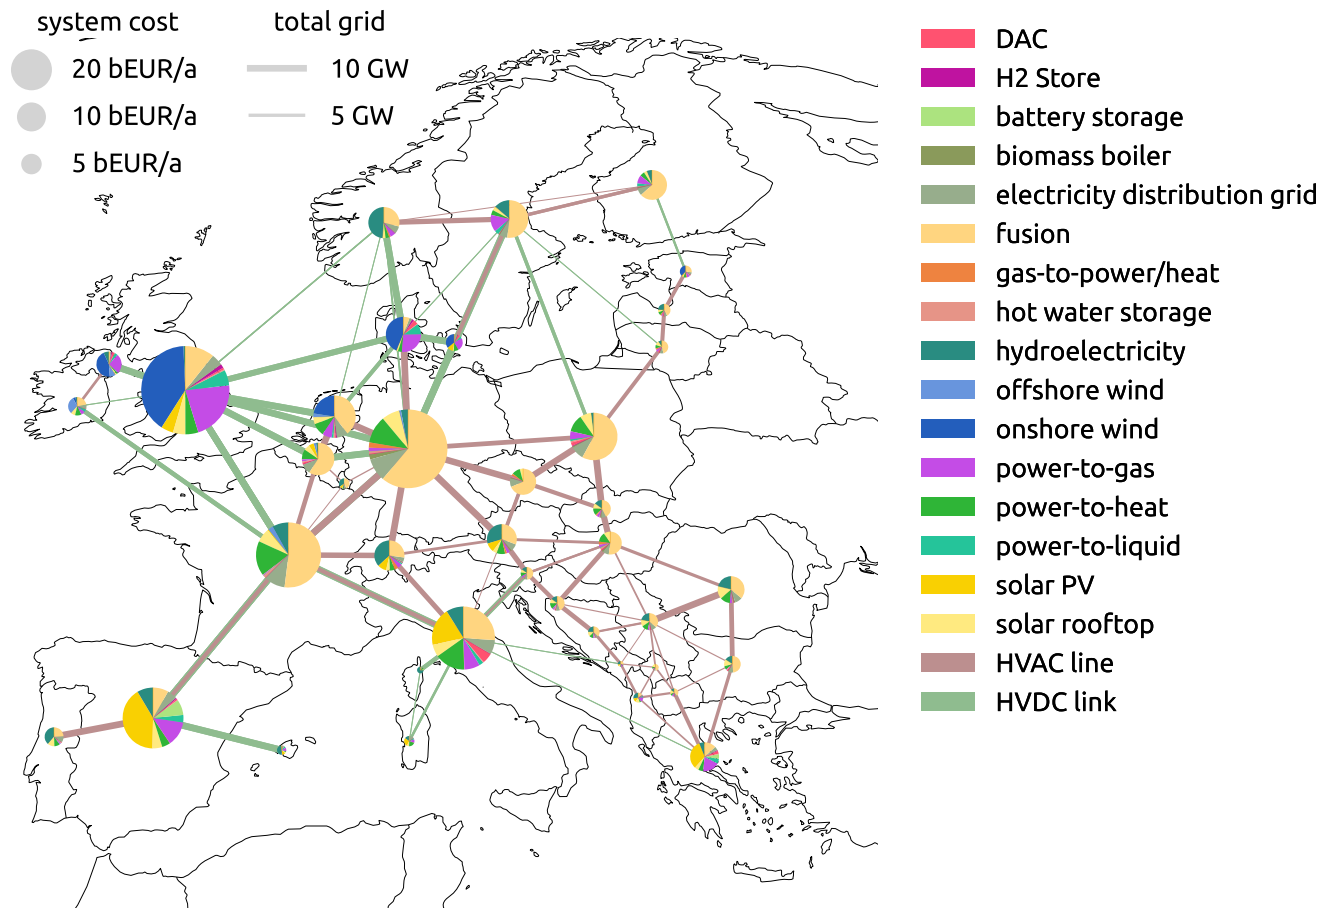 system cost
20 bEUR/a
10 bEUR/a
5 bEUR/a
total grid
10 GW
5 GW
DAC
H2 Store
battery storage
biomass boiler
electricity distribution grid
fusion
gas-to-power/heat
hot water storage
hydroelectricity
offshore wind
onshore wind
power-to-gas
power-to-heat
power-to-liquid
solar PV
solar rooftop
HVAC line
HVDC link